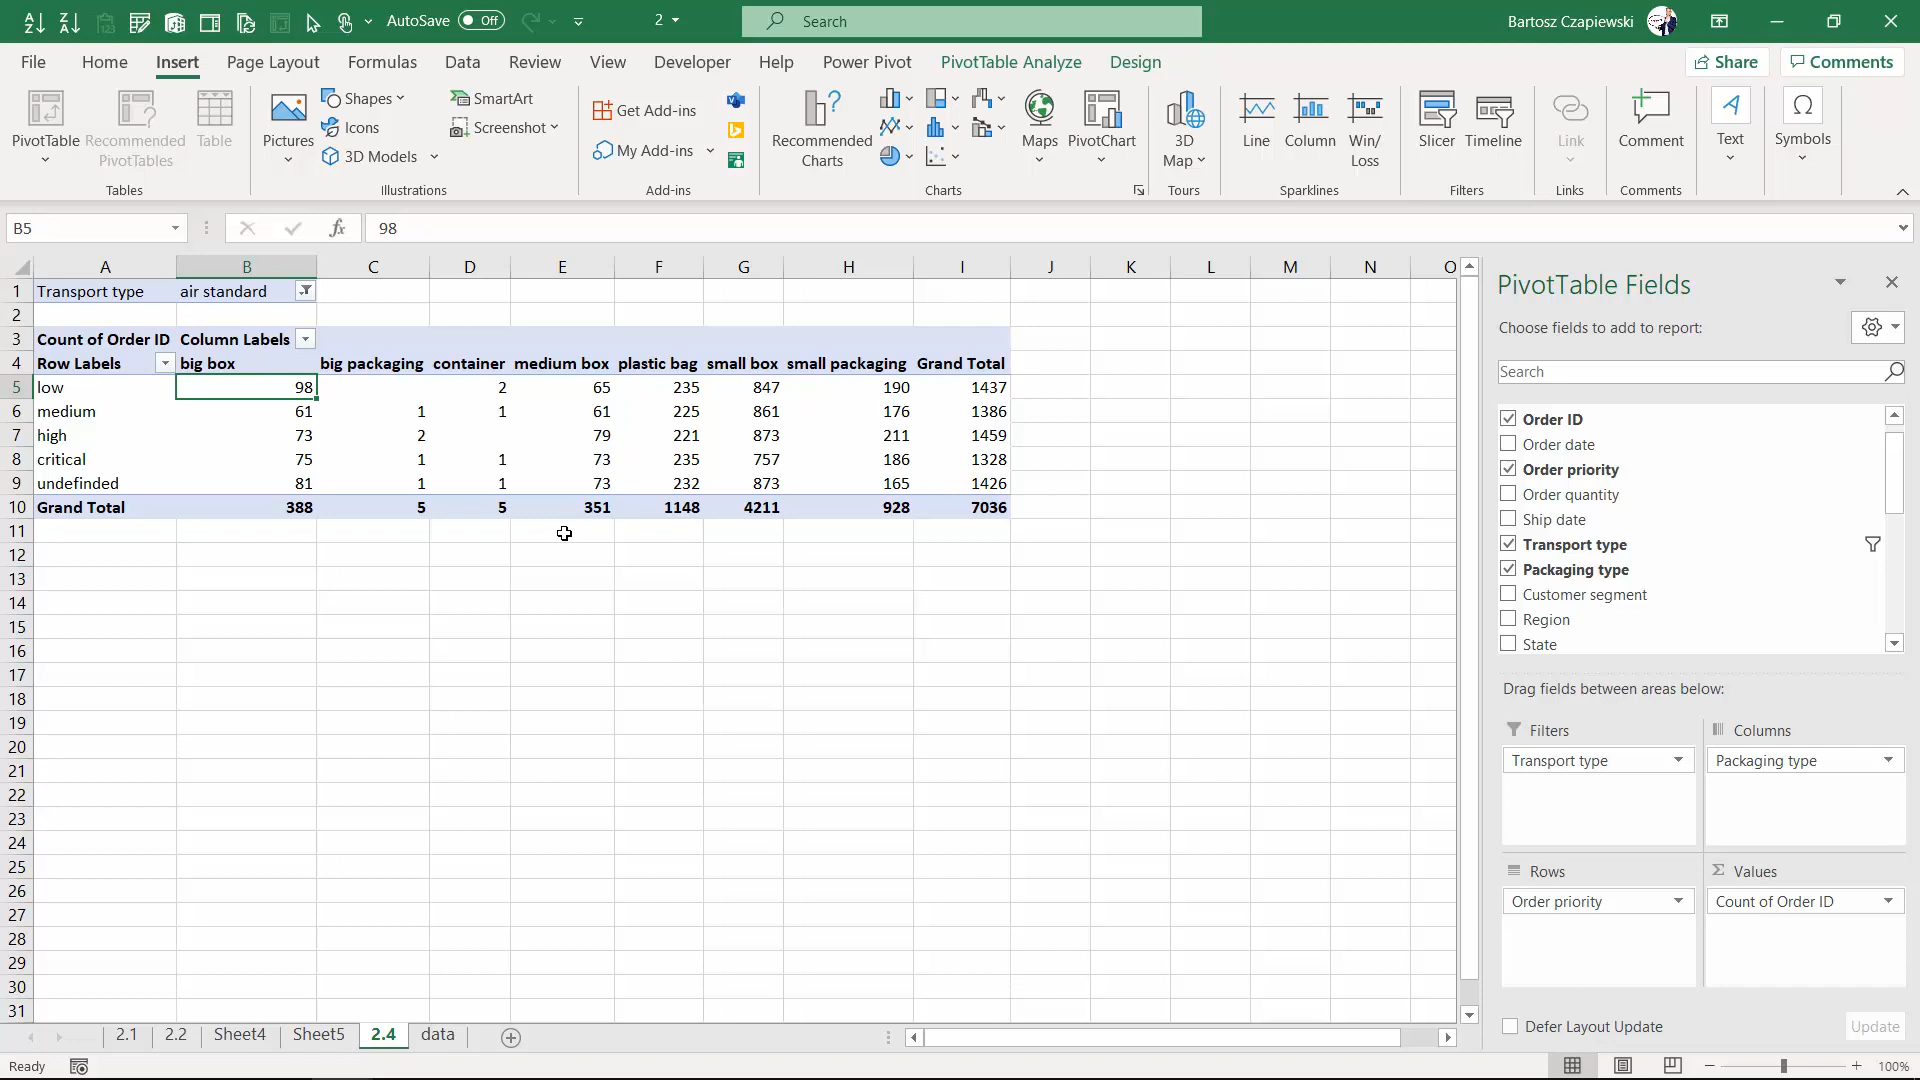 AutoSave Off 2 Search Bartosz Czapiewski
File Home Insert Page Layout Formulas Data Review View Developer Help Power Pivot PivotTable Analyze Design Share Comments
PivotTable Recommended PivotTables Table
Tables
Pictures Shapes Icons 3D Models SmartArt Screenshot
Illustrations
Get Add-ins My Add-ins
Add-ins
Recommended Charts Maps PivotChart
Charts
3D Map
Tours
Line Column Win/Loss
Sparklines
Slicer Timeline
Filters
Link
Links
Comment
Comments
Text
Symbols
B5 fx 98
A B C D E F G H I J K L M N O
1 Transport type air standard
2
3 Count of Order ID Column Labels
4 Row Labels big box big packaging container medium box plastic bag small box small packaging Grand Total
5 low 98 2 65 235 847 190 1437
6 medium 61 1 1 61 225 861 176 1386
7 high 73 2 79 221 873 211 1459
8 critical 75 1 1 73 235 757 186 1328
9 undefinded 81 1 1 73 232 873 165 1426
10 Grand Total 388 5 5 351 1148 4211 928 7036
11
12
13
14
15
16
17
18
19
20
21
22
23
24
25
26
27
28
29
30
31
PivotTable Fields
Choose fields to add to report:
Search
Order ID
Order date
Order priority
Order quantity
Ship date
Transport type
Packaging type
Customer segment
Region
State
Drag fields between areas below:
Filters
Transport type
Columns
Packaging type
Rows
Order priority
Σ Values
Count of Order ID
Defer Layout Update Update
2.1 2.2 Sheet4 Sheet5 2.4 data
Ready 100%